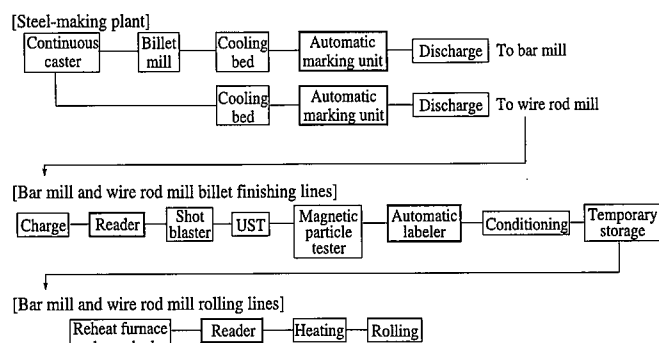 [Steel-making plant]
Continuous
caster
Billet
mill
Cooling
bed
Automatic
marking unit
Discharge
To bar mill
Cooling
bed
Automatic
marking unit
Discharge
To wire rod mill
[Bar mill and wire rod mill billet finishing lines]
Charge
Reader
Shot
blaster
UST
Magnetic
particle
tester
Automatic
labeler
Conditioning
Temporary
storage
[Bar mill and wire rod mill rolling lines]
Reheat furnace
Reader
Heating
Rolling